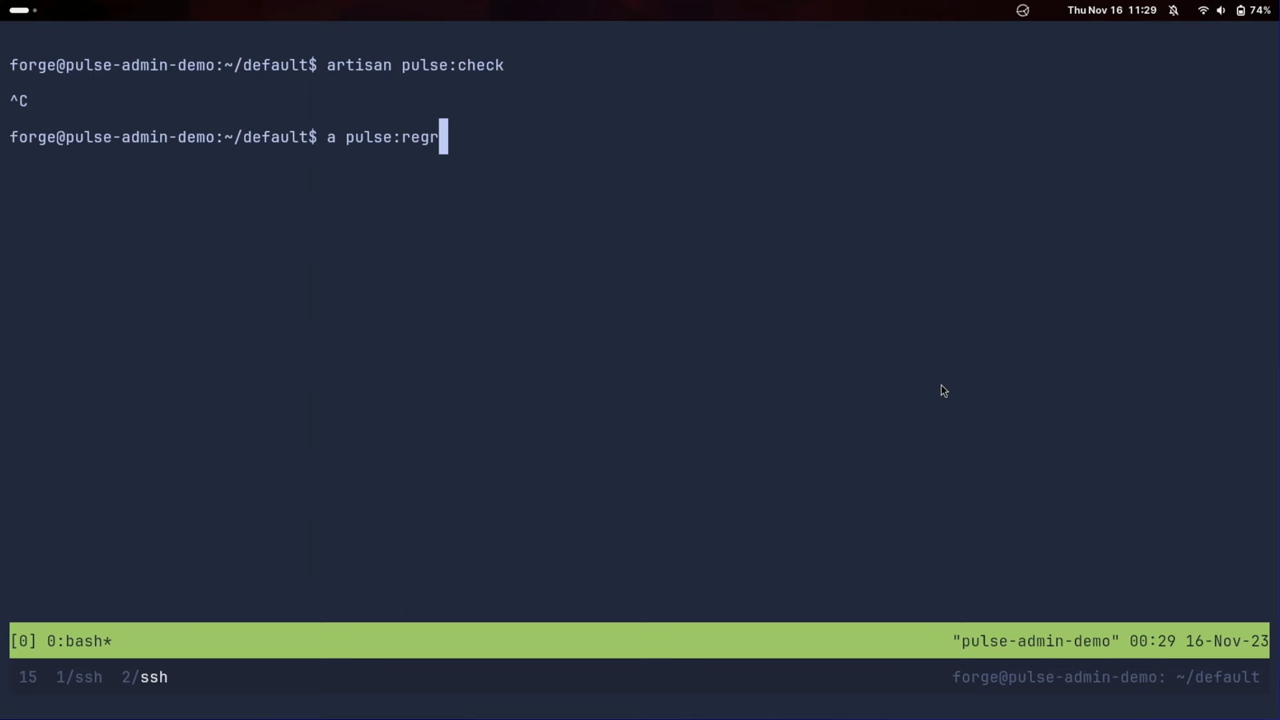 Thu Nov 16 11:29 74%
forge@pulse-admin-demo:~/default$ artisan pulse:check
^C
forge@pulse-admin-demo:~/default$ a pulse:regr
[0] 0:bash* "pulse-admin-demo" 00:29 16-Nov-23
15 1/ssh 2/ssh forge@pulse-admin-demo: ~/default